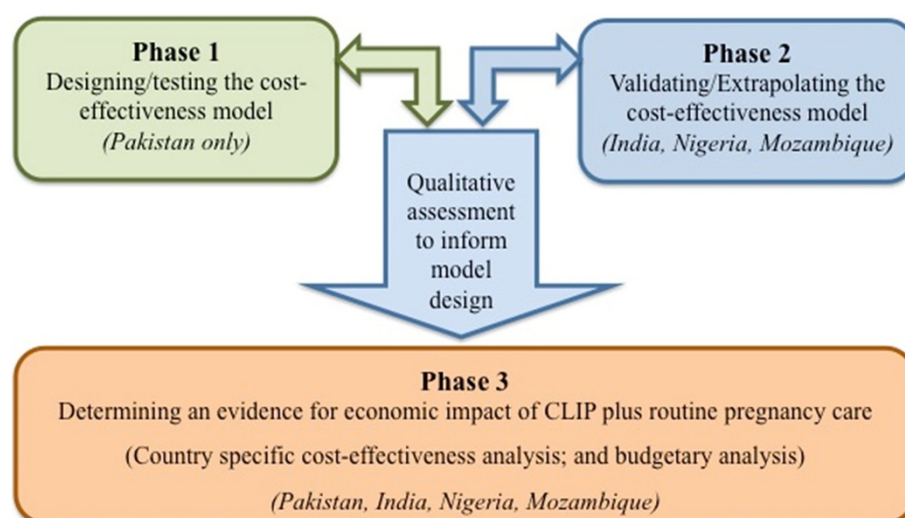 Phase 1
Designing/testing the cost-
effectiveness model
(Pakistan only)
Phase 2
Validating/Extrapolating the
cost-effectiveness model
(India, Nigeria, Mozambique)
Qualitative
assessment
to inform
model
design
Phase 3
Determining an evidence for economic impact of CLIP plus routine pregnancy care
(Country specific cost-effectiveness analysis; and budgetary analysis)
(Pakistan, India, Nigeria, Mozambique)